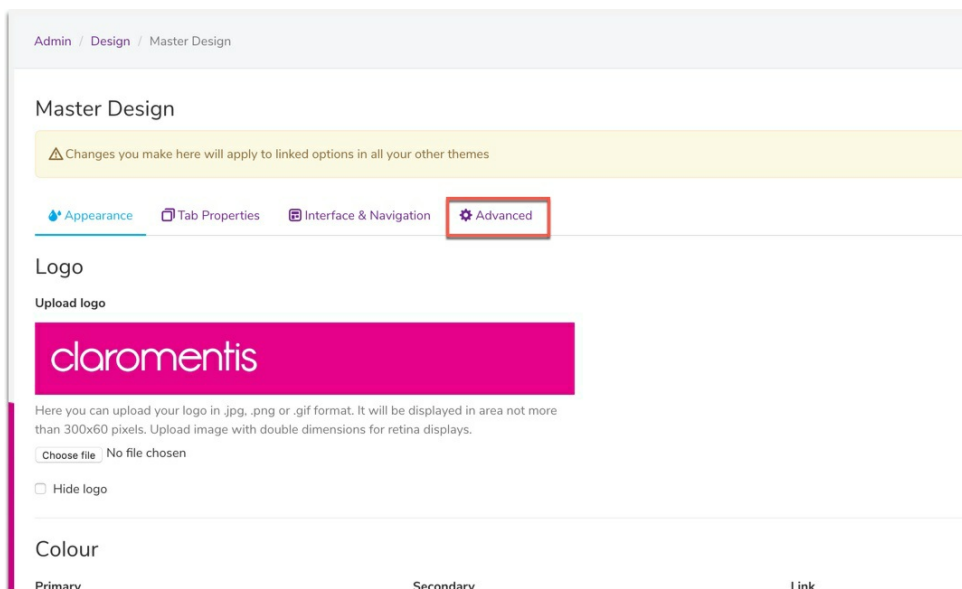 Admin / Design / Master Design
Master Design
Changes you make here will apply to linked options in all your other themes
Appearance Tab Properties Interface & Navigation Advanced
Logo
Upload logo
claromentis
Here you can upload your logo in .jpg, .png or .gif format. It will be displayed in area not more
than 300x60 pixels. Upload image with double dimensions for retina displays.
Choose file No file chosen
Hide logo
Colour
Primary Secondary Link